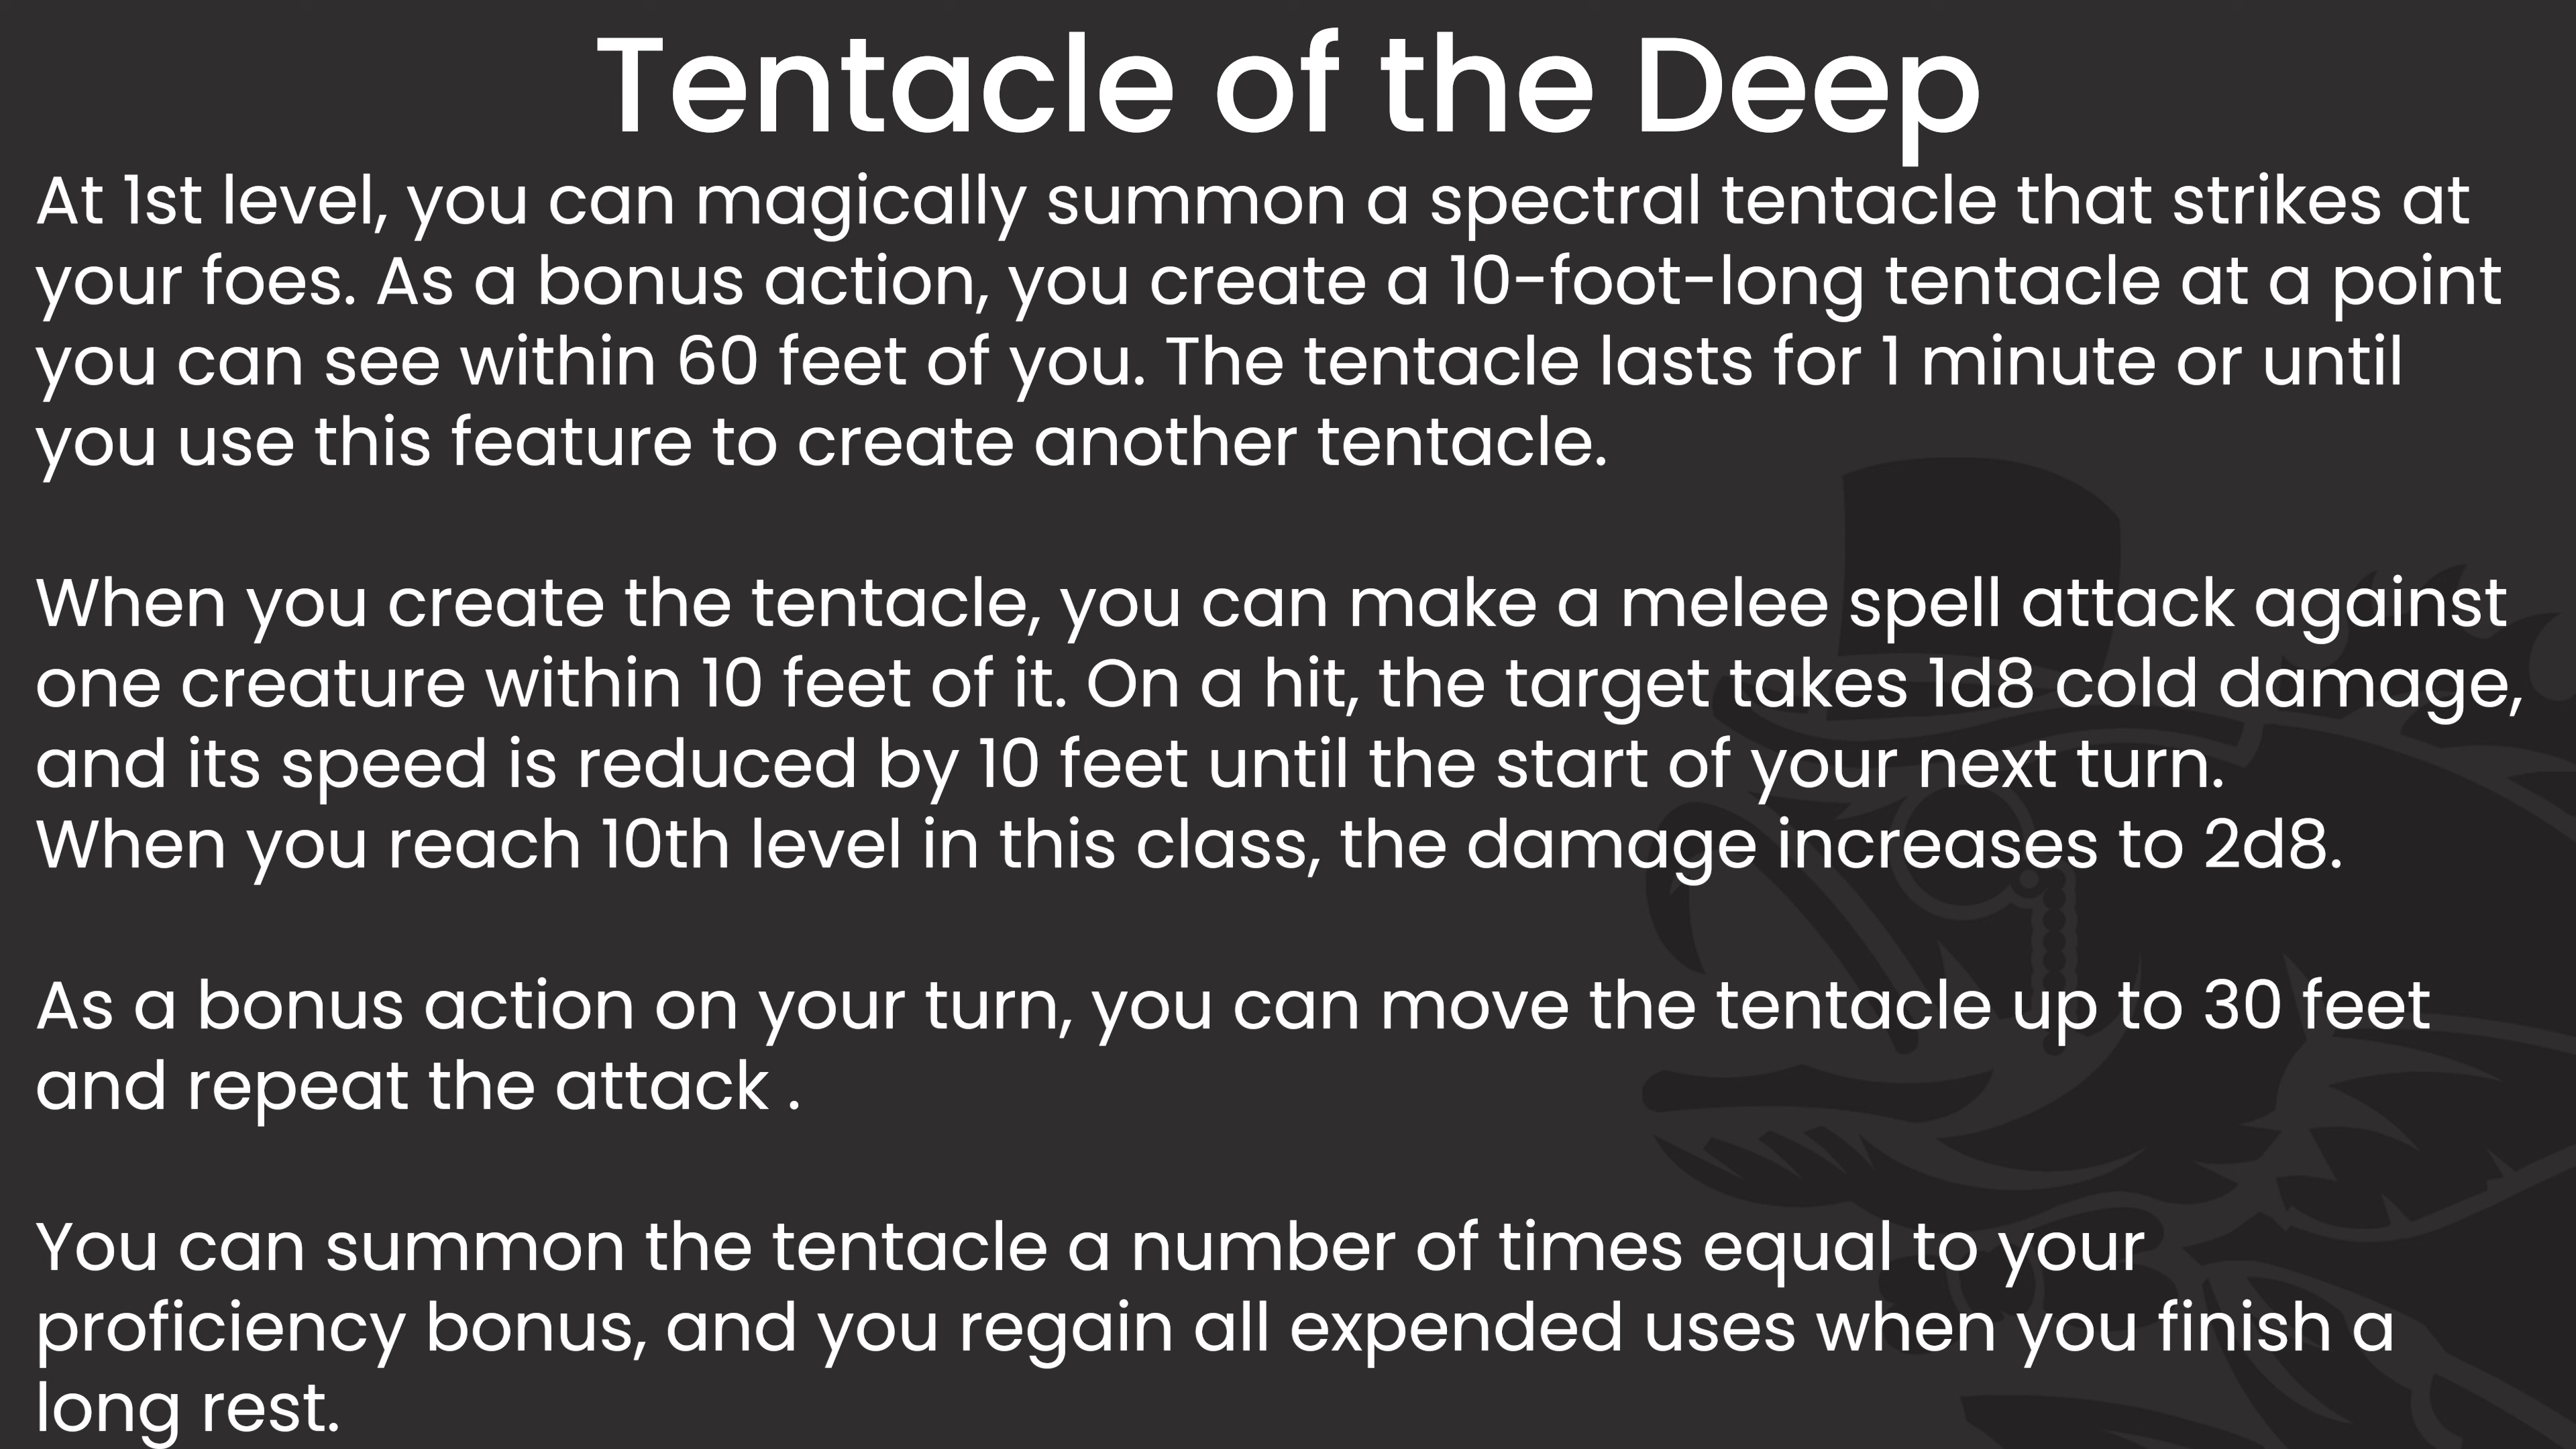 Tentacle of the Deep
At 1st level, you can magically summon a spectral tentacle that strikes at
your foes. As a bonus action, you create a 10-foot-long tentacle at a point
you can see within 60 feet of you. The tentacle lasts for 1 minute or until
you use this feature to create another tentacle.
When you create the tentacle, you can make a melee spell attack against
one creature within 10 feet of it. On a hit, the target takes 1d8 cold damage,
and its speed is reduced by 10 feet until the start of your next turn.
When you reach 10th level in this class, the damage increases to 2d8.
As a bonus action on your turn, you can move the tentacle up to 30 feet
and repeat the attack .
You can summon the tentacle a number of times equal to your
proficiency bonus, and you regain all expended uses when you finish a
long rest.